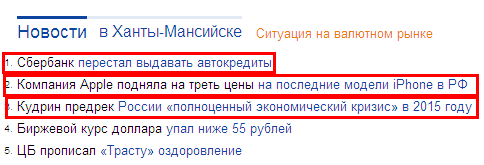 Новости в Ханты-Мансийске Ситуация на валютном рынке
1. Сбербанк перестал выдавать автокредиты
2. Компания Apple подняла на треть цены на последние модели iPhone в РФ
3. Кудрин предрек России «полноценный экономический кризис» в 2015 году
4. Биржевой курс доллара упал ниже 55 рублей
5. ЦБ прописал «Трасту» оздоровление